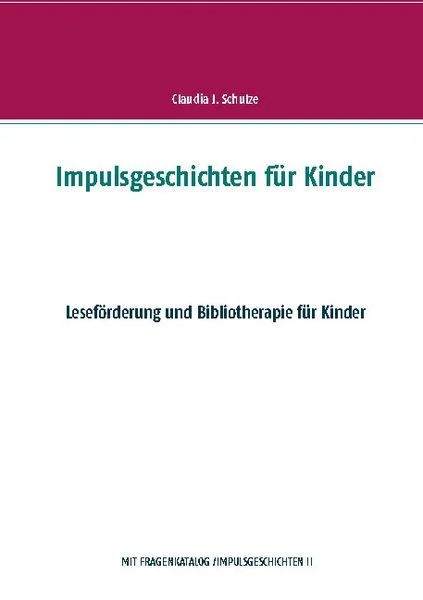 Claudia J. Schulze
Impulsgeschichten für Kinder
Leseförderung und Bibliotherapie für Kinder
MIT FRAGENKATALOG /IMPULSGESCHICHTEN II